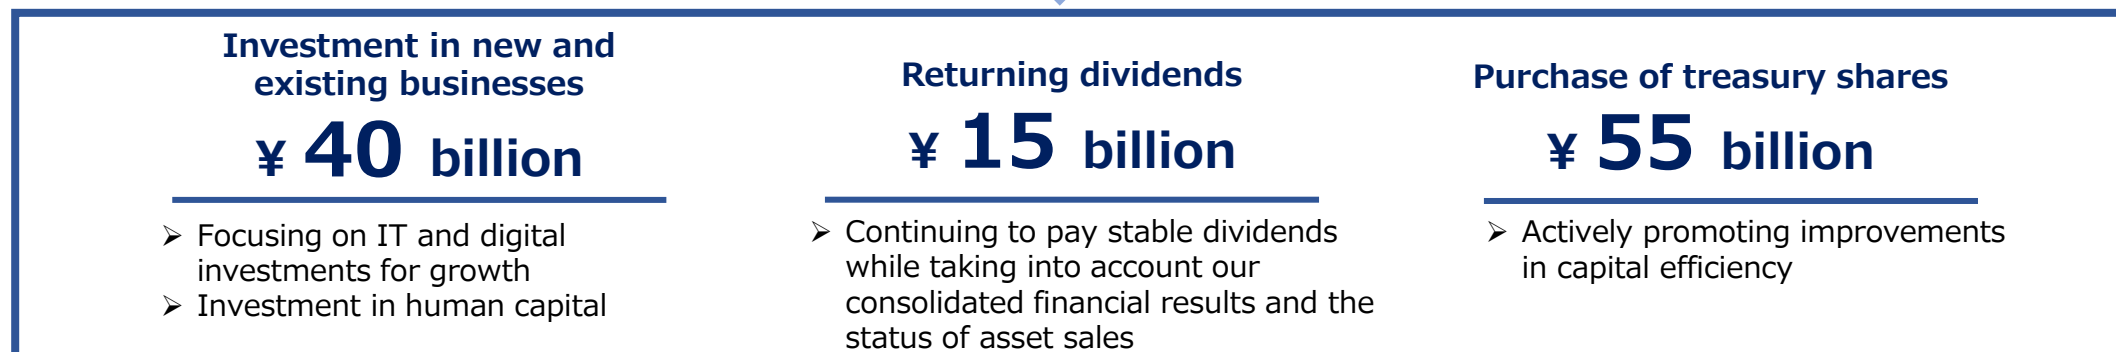 Investment in new and
existing businesses
¥ 40 billion
➢ Focusing on IT and digital
investments for growth
➢ Investment in human capital
Returning dividends
¥ 15 billion
➢ Continuing to pay stable dividends
while taking into account our
consolidated financial results and the
status of asset sales
Purchase of treasury shares
¥ 55 billion
➢ Actively promoting improvements
in capital efficiency